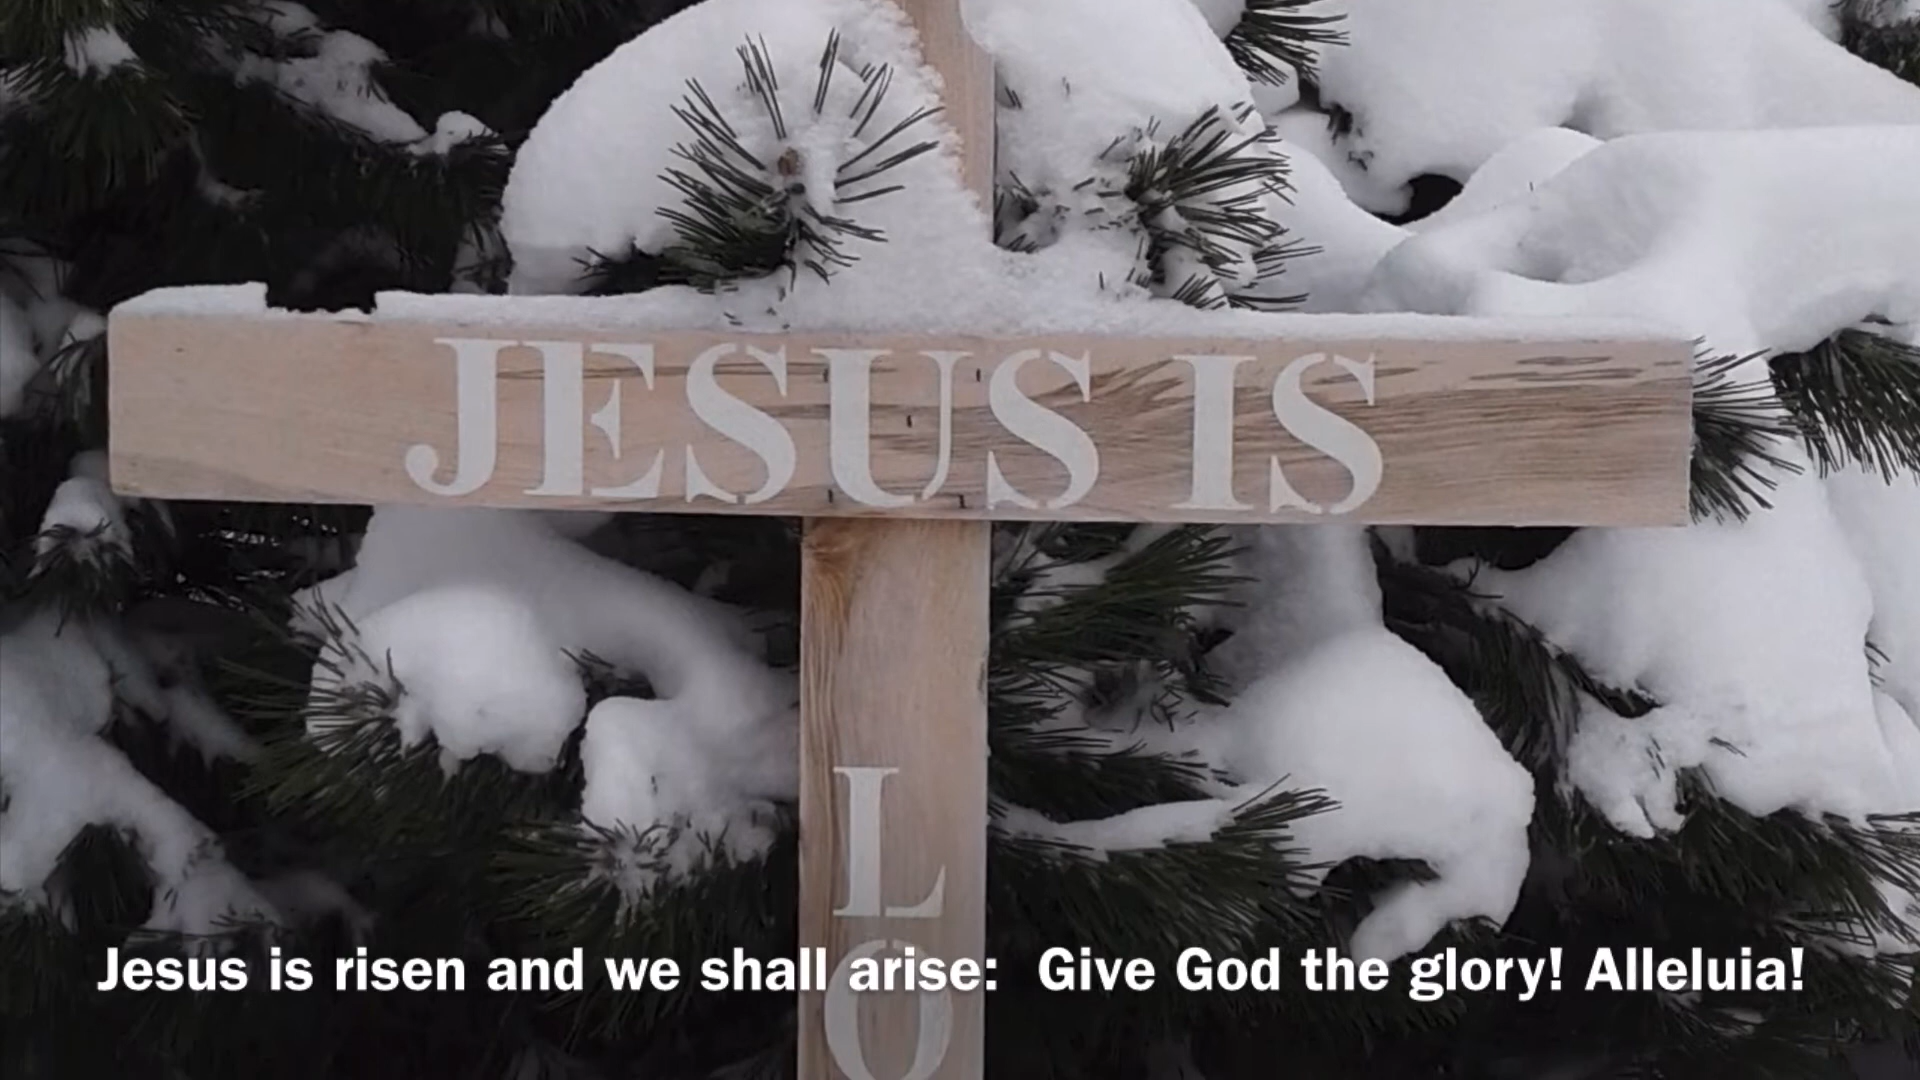 JESUS IS
L
O
Jesus is risen and we shall arise: Give God the glory! Alleluia!